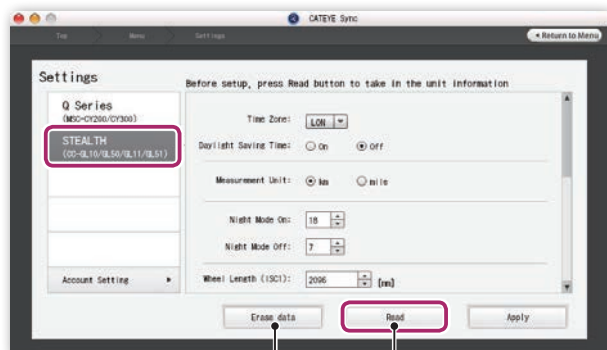 CATEYE Sync
Top Menu Settings
Return to Menu
Settings
Before setup, press Read button to take in the unit information
Q Series
(MSC-CY200/CY300)
STEALTH
(CC-GL10/GL50/GL11/GL51)
Account Setting
Time Zone: LON
Daylight Saving Time: On Off
Measurement Unit: km mile
Night Mode On: 18
Night Mode Off: 7
Wheel Length (ISC1): 2096 [mm]
Erase data Read Apply